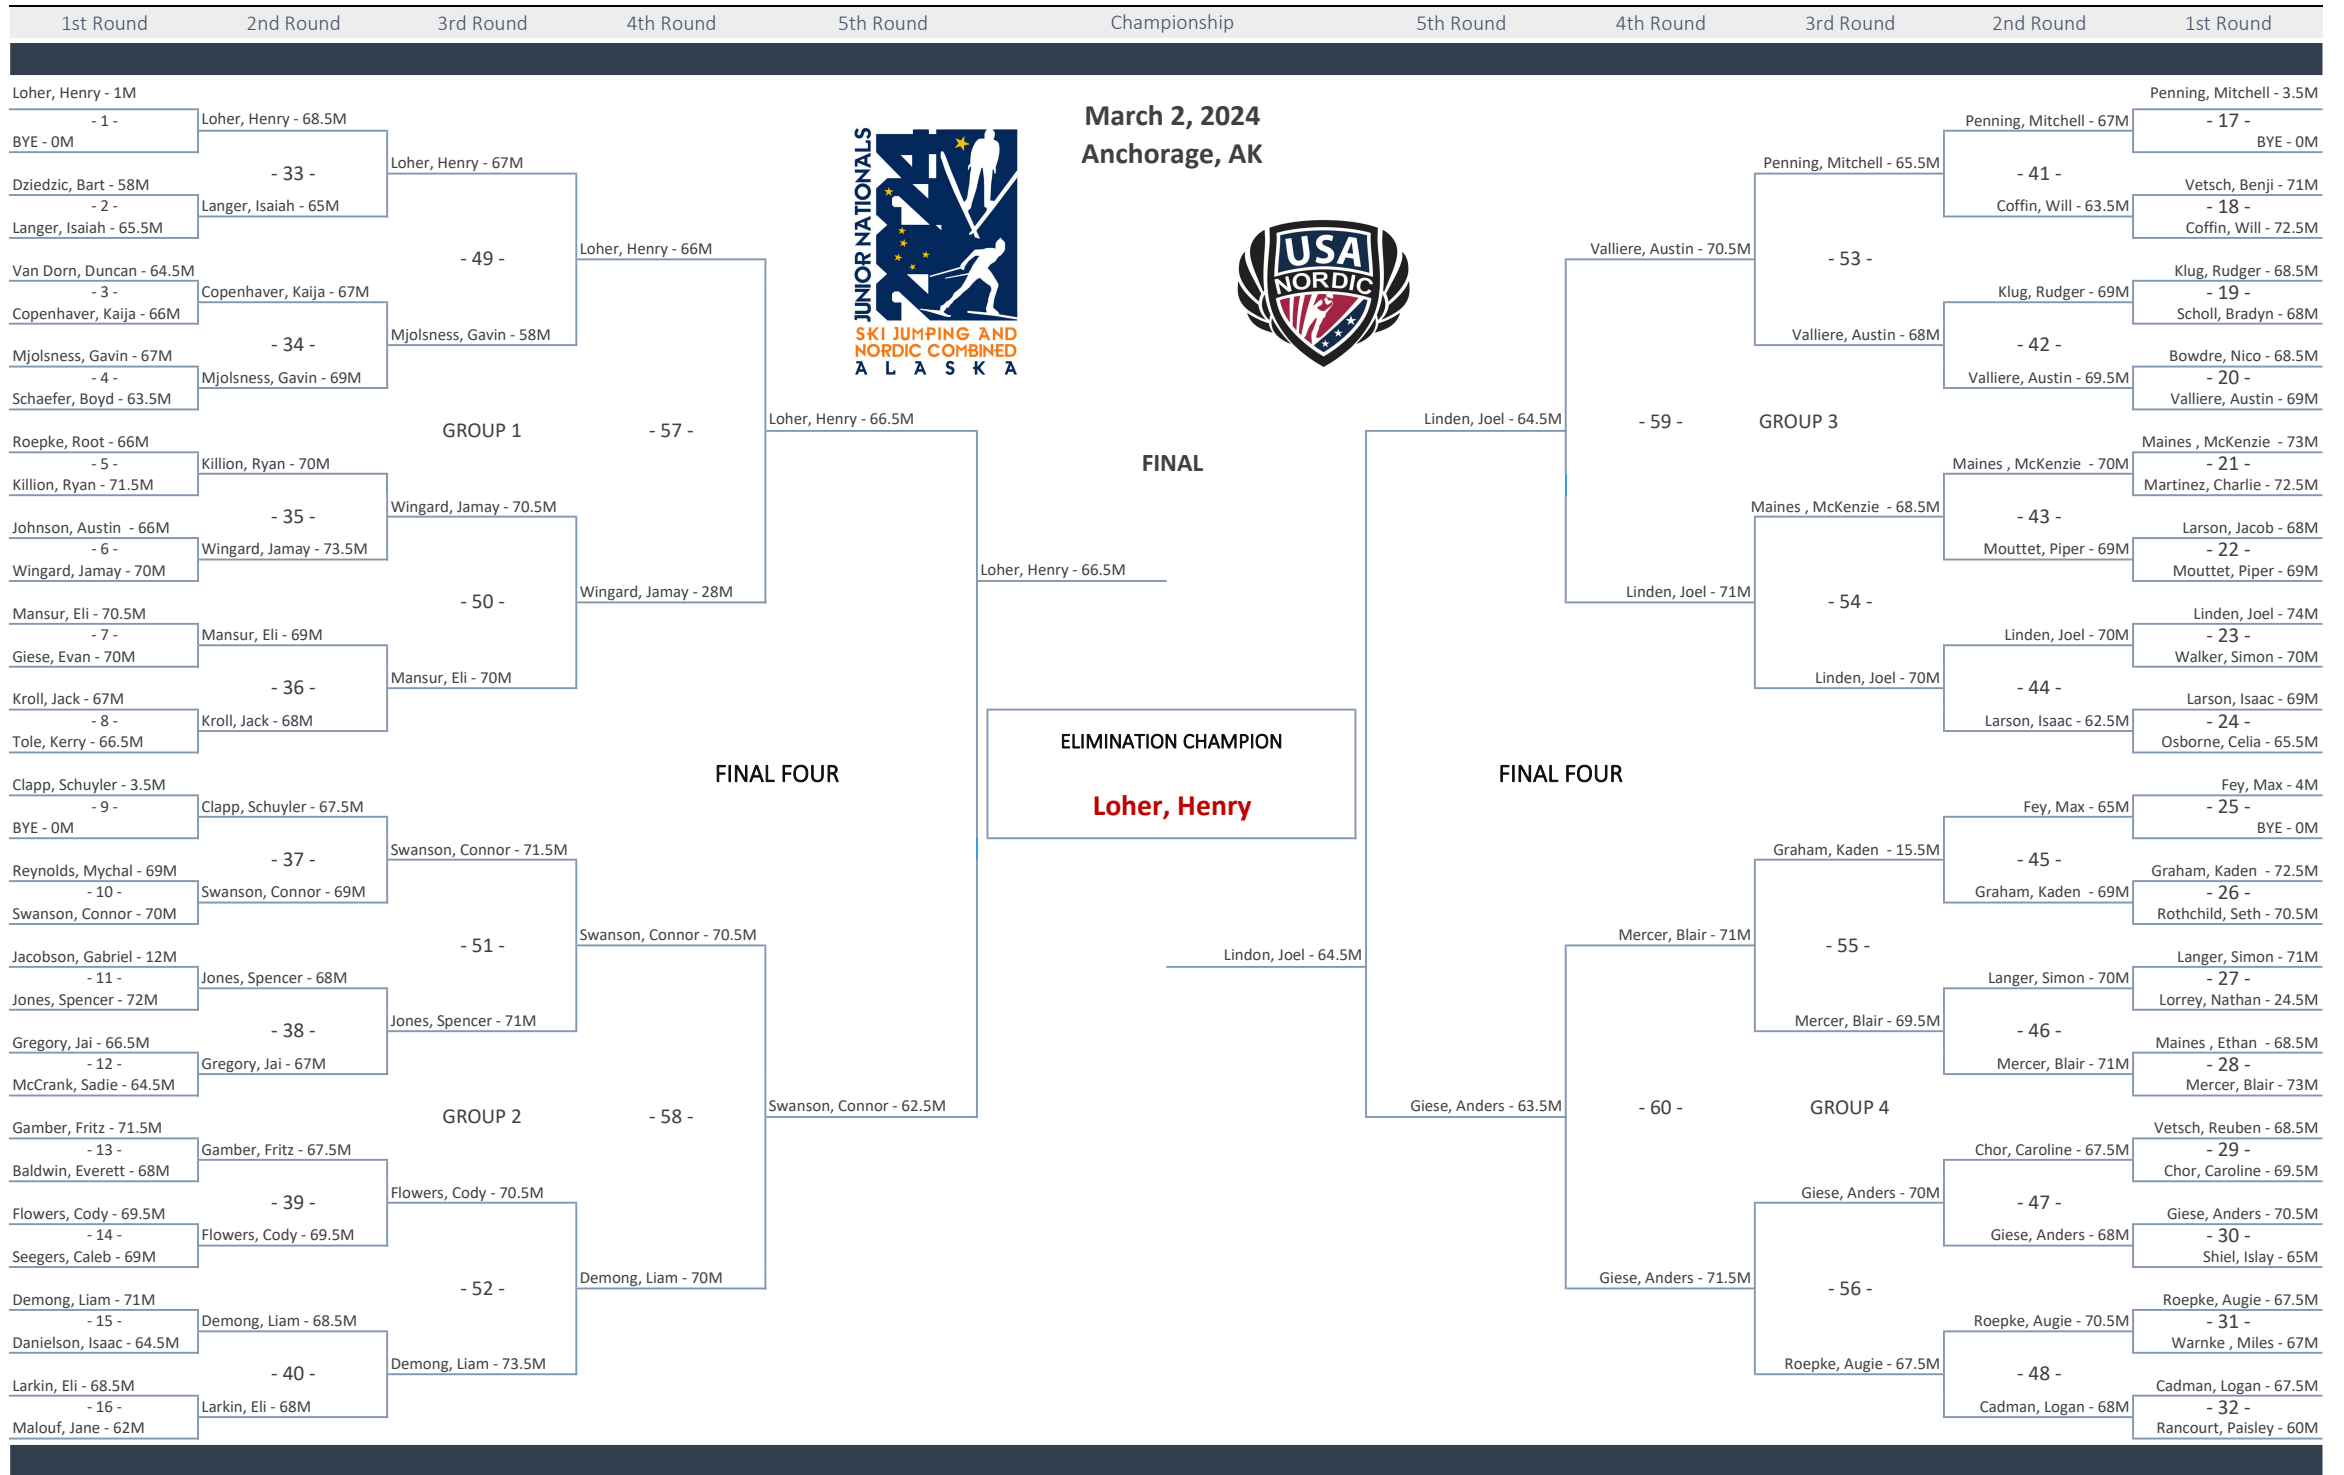 1st Round 2nd Round 3rd Round 4th Round 5th Round Championship 5th Round 4th Round 3rd Round 2nd Round 1st Round
March 2, 2024
Anchorage, AK
JUNIOR NATIONALS
SKI JUMPING AND
NORDIC COMBINED
ALASKA
USA
NORDIC
Loher, Henry - 1M
- 1 -
BYE - 0M
Dziedzic, Bart - 58M
- 2 -
Langer, Isaiah - 65.5M
Van Dorn, Duncan - 64.5M
- 3 -
Copenhaver, Kaija - 66M
Mjolsness, Gavin - 67M
- 4 -
Schaefer, Boyd - 63.5M
Roepke, Root - 66M
- 5 -
Killion, Ryan - 71.5M
Johnson, Austin - 66M
- 6 -
Wingard, Jamay - 70M
Mansur, Eli - 70.5M
- 7 -
Giese, Evan - 70M
Kroll, Jack - 67M
- 8 -
Tole, Kerry - 66.5M
Clapp, Schuyler - 3.5M
- 9 -
BYE - 0M
Reynolds, Mychal - 69M
- 10 -
Swanson, Connor - 70M
Jacobson, Gabriel - 12M
- 11 -
Jones, Spencer - 72M
Gregory, Jai - 66.5M
- 12 -
McCrank, Sadie - 64.5M
Gamber, Fritz - 71.5M
- 13 -
Baldwin, Everett - 68M
Flowers, Cody - 69.5M
- 14 -
Seegers, Caleb - 69M
Demong, Liam - 71M
- 15 -
Danielson, Isaac - 64.5M
Larkin, Eli - 68.5M
- 16 -
Malouf, Jane - 62M
Loher, Henry - 68.5M
- 33 -
Langer, Isaiah - 65M
Copenhaver, Kaija - 67M
- 34 -
Mjolsness, Gavin - 69M
Killion, Ryan - 70M
- 35 -
Wingard, Jamay - 73.5M
Mansur, Eli - 69M
- 36 -
Kroll, Jack - 68M
Clapp, Schuyler - 67.5M
- 37 -
Swanson, Connor - 69M
Jones, Spencer - 68M
- 38 -
Gregory, Jai - 67M
Gamber, Fritz - 67.5M
- 39 -
Flowers, Cody - 69.5M
Demong, Liam - 68.5M
- 40 -
Larkin, Eli - 68M
Loher, Henry - 67M
- 49 -
Mjolsness, Gavin - 58M
GROUP 1
Wingard, Jamay - 70.5M
- 50 -
Mansur, Eli - 70M
Swanson, Connor - 71.5M
- 51 -
Jones, Spencer - 71M
GROUP 2
Flowers, Cody - 70.5M
- 52 -
Demong, Liam - 73.5M
Loher, Henry - 66M
- 57 -
Wingard, Jamay - 28M
FINAL FOUR
Swanson, Connor - 70.5M
- 58 -
Demong, Liam - 70M
Loher, Henry - 66.5M
Swanson, Connor - 62.5M
FINAL
Loher, Henry - 66.5M
ELIMINATION CHAMPION
Loher, Henry
Lindon, Joel - 64.5M
Linden, Joel - 64.5M
Giese, Anders - 63.5M
Valliere, Austin - 70.5M
- 59 -
Linden, Joel - 71M
FINAL FOUR
Mercer, Blair - 71M
- 60 -
Giese, Anders - 71.5M
Penning, Mitchell - 65.5M
- 53 -
Valliere, Austin - 68M
GROUP 3
Maines , McKenzie - 68.5M
- 54 -
Linden, Joel - 70M
Graham, Kaden - 15.5M
- 55 -
Mercer, Blair - 69.5M
GROUP 4
Giese, Anders - 70M
- 56 -
Roepke, Augie - 67.5M
Penning, Mitchell - 67M
- 41 -
Coffin, Will - 63.5M
Klug, Rudger - 69M
- 42 -
Valliere, Austin - 69.5M
Maines , McKenzie - 70M
- 43 -
Mouttet, Piper - 69M
Linden, Joel - 70M
- 44 -
Larson, Isaac - 62.5M
Fey, Max - 65M
- 45 -
Graham, Kaden - 69M
Langer, Simon - 70M
- 46 -
Mercer, Blair - 71M
Chor, Caroline - 67.5M
- 47 -
Giese, Anders - 68M
Roepke, Augie - 70.5M
- 48 -
Cadman, Logan - 68M
Penning, Mitchell - 3.5M
- 17 -
BYE - 0M
Vetsch, Benji - 71M
- 18 -
Coffin, Will - 72.5M
Klug, Rudger - 68.5M
- 19 -
Scholl, Bradyn - 68M
Bowdre, Nico - 68.5M
- 20 -
Valliere, Austin - 69M
Maines , McKenzie - 73M
- 21 -
Martinez, Charlie - 72.5M
Larson, Jacob - 68M
- 22 -
Mouttet, Piper - 69M
Linden, Joel - 74M
- 23 -
Walker, Simon - 70M
Larson, Isaac - 69M
- 24 -
Osborne, Celia - 65.5M
Fey, Max - 4M
- 25 -
BYE - 0M
Graham, Kaden - 72.5M
- 26 -
Rothchild, Seth - 70.5M
Langer, Simon - 71M
- 27 -
Lorrey, Nathan - 24.5M
Maines , Ethan - 68.5M
- 28 -
Mercer, Blair - 73M
Vetsch, Reuben - 68.5M
- 29 -
Chor, Caroline - 69.5M
Giese, Anders - 70.5M
- 30 -
Shiel, Islay - 65M
Roepke, Augie - 67.5M
- 31 -
Warnke , Miles - 67M
Cadman, Logan - 67.5M
- 32 -
Rancourt, Paisley - 60M